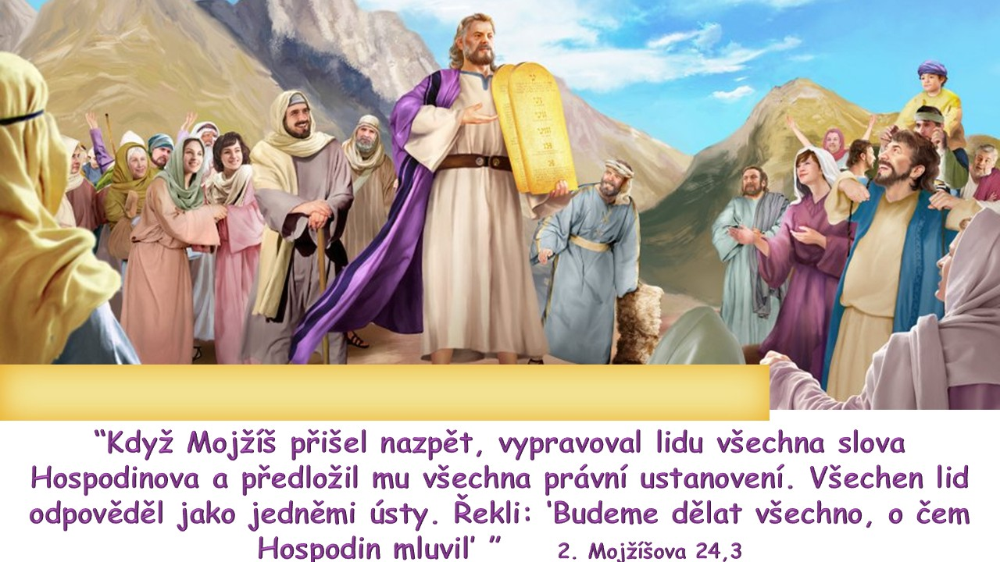 “Když Mojžíš přišel nazpět, vypravoval lidu všechna slova
Hospodinova a předložil mu všechna právní ustanovení. Všechen lid
odpověděl jako jedněmi ústy. Řekli: ‘Budeme dělat všechno, o čem
Hospodin mluvil’ ” 2. Mojžíšova 24,3